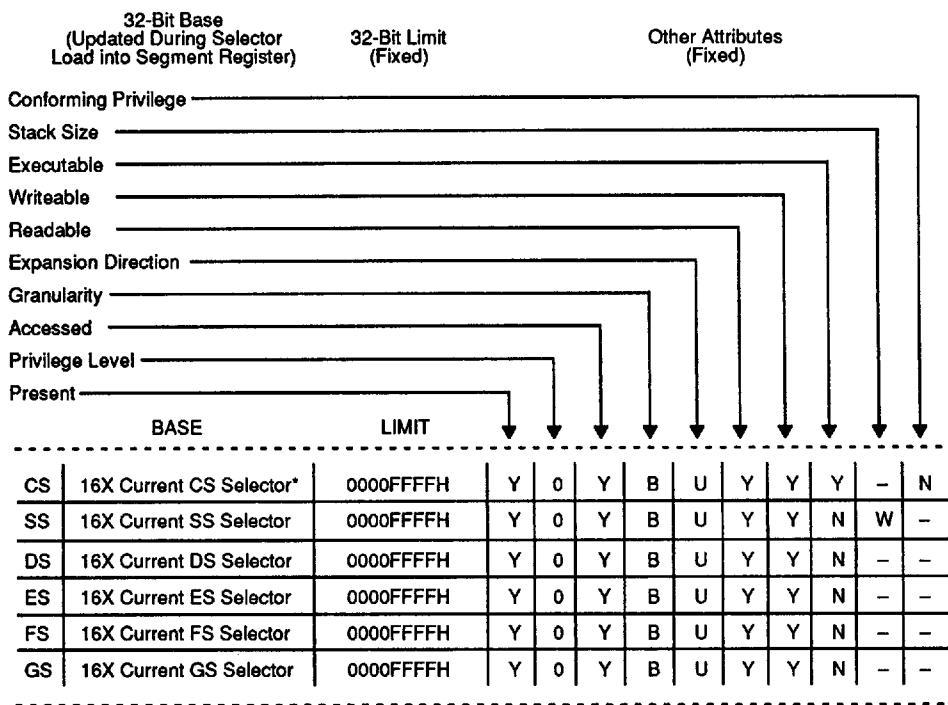 32-Bit Base
(Updated During Selector
Load into Segment Register)
32-Bit Limit
(Fixed)
Other Attributes
(Fixed)
Conforming Privilege
Stack Size
Executable
Writeable
Readable
Expansion Direction
Granularity
Accessed
Privilege Level
Present
BASE LIMIT
CS 16X Current CS Selector* 0000FFFFH Y 0 Y B U Y Y Y – N
SS 16X Current SS Selector 0000FFFFH Y 0 Y B U Y Y N W –
DS 16X Current DS Selector 0000FFFFH Y 0 Y B U Y Y N – –
ES 16X Current ES Selector 0000FFFFH Y 0 Y B U Y Y N – –
FS 16X Current FS Selector 0000FFFFH Y 0 Y B U Y Y N – –
GS 16X Current GS Selector 0000FFFFH Y 0 Y B U Y Y N – –